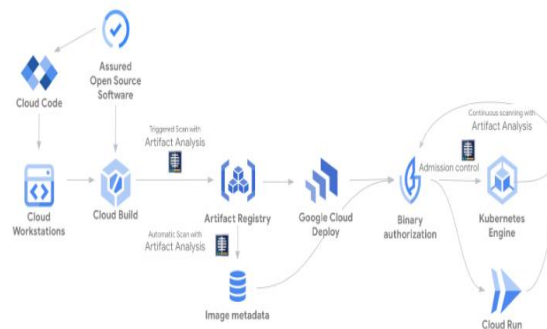 Assured
Open Source
Software
Cloud Code
Continuous scanning with
Artifact Analysis
Triggered Scan with
Artifact Analysis
Admission control
Cloud
Workstations
Cloud Build
Artifact Registry
Google Cloud
Deploy
Binary
authorization
Kubernetes
Engine
Automatic Scan with
Artifact Analysis
Image metadata
Cloud Run